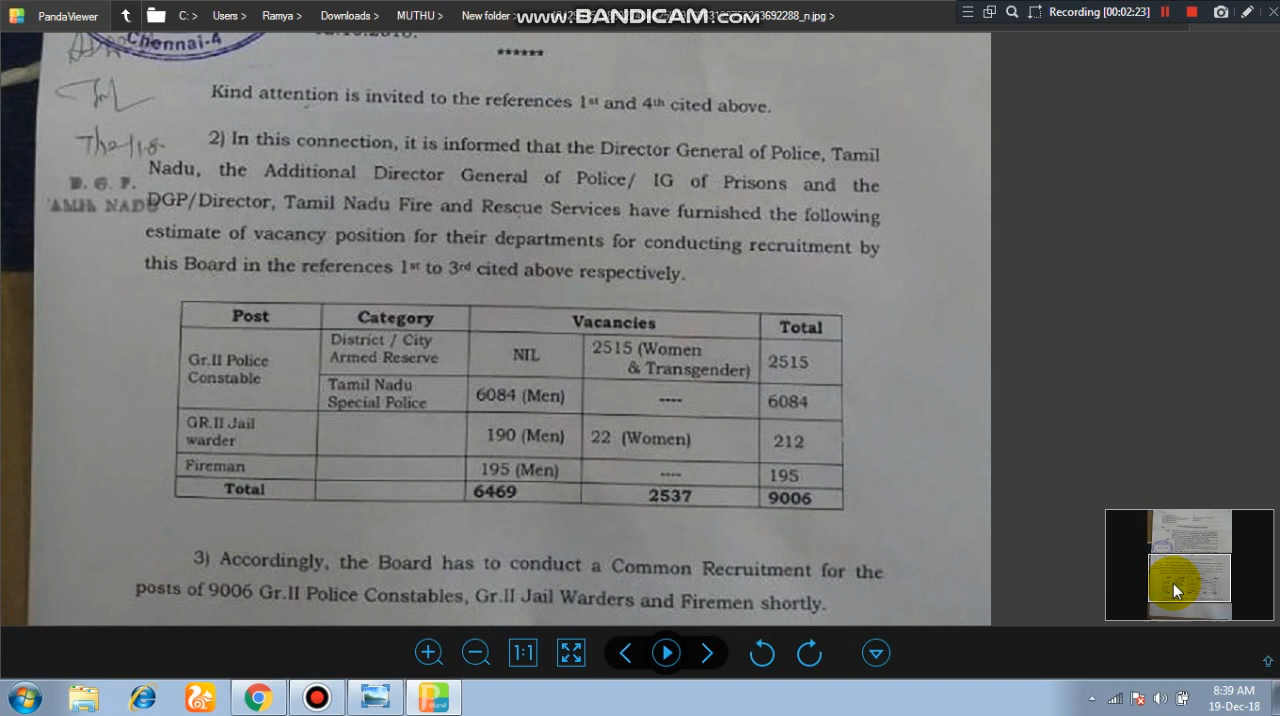 PandaViewer C: > Users > Ramya > Downloads > MUTHU > New folder >
www.BANDICAM.com
_n.jpg >
Recording [00:02:23]
Chennai-4
******
Kind attention is invited to the references 1st and 4th cited above.
2) In this connection, it is informed that the Director General of Police, Tamil
Nadu, the Additional Director General of Police/ IG of Prisons and the
D. G. P.
TAMIL NADU
DGP/Director, Tamil Nadu Fire and Rescue Services have furnished the following
estimate of vacancy position for their departments for conducting recruitment by
this Board in the references 1st to 3rd cited above respectively.
Post Category Vacancies Total
Gr.II Police
Constable
District / City
Armed Reserve
NIL
2515 (Women
& Transgender)
2515
Tamil Nadu
Special Police
6084 (Men) ---- 6084
GR.II Jail
warder
190 (Men) 22 (Women) 212
Fireman 195 (Men) ---- 195
Total 6469 2537 9006
3) Accordingly, the Board has to conduct a Common Recruitment for the
posts of 9006 Gr.II Police Constables, Gr.II Jail Warders and Firemen shortly.
1:1
8:39 AM
19-Dec-18